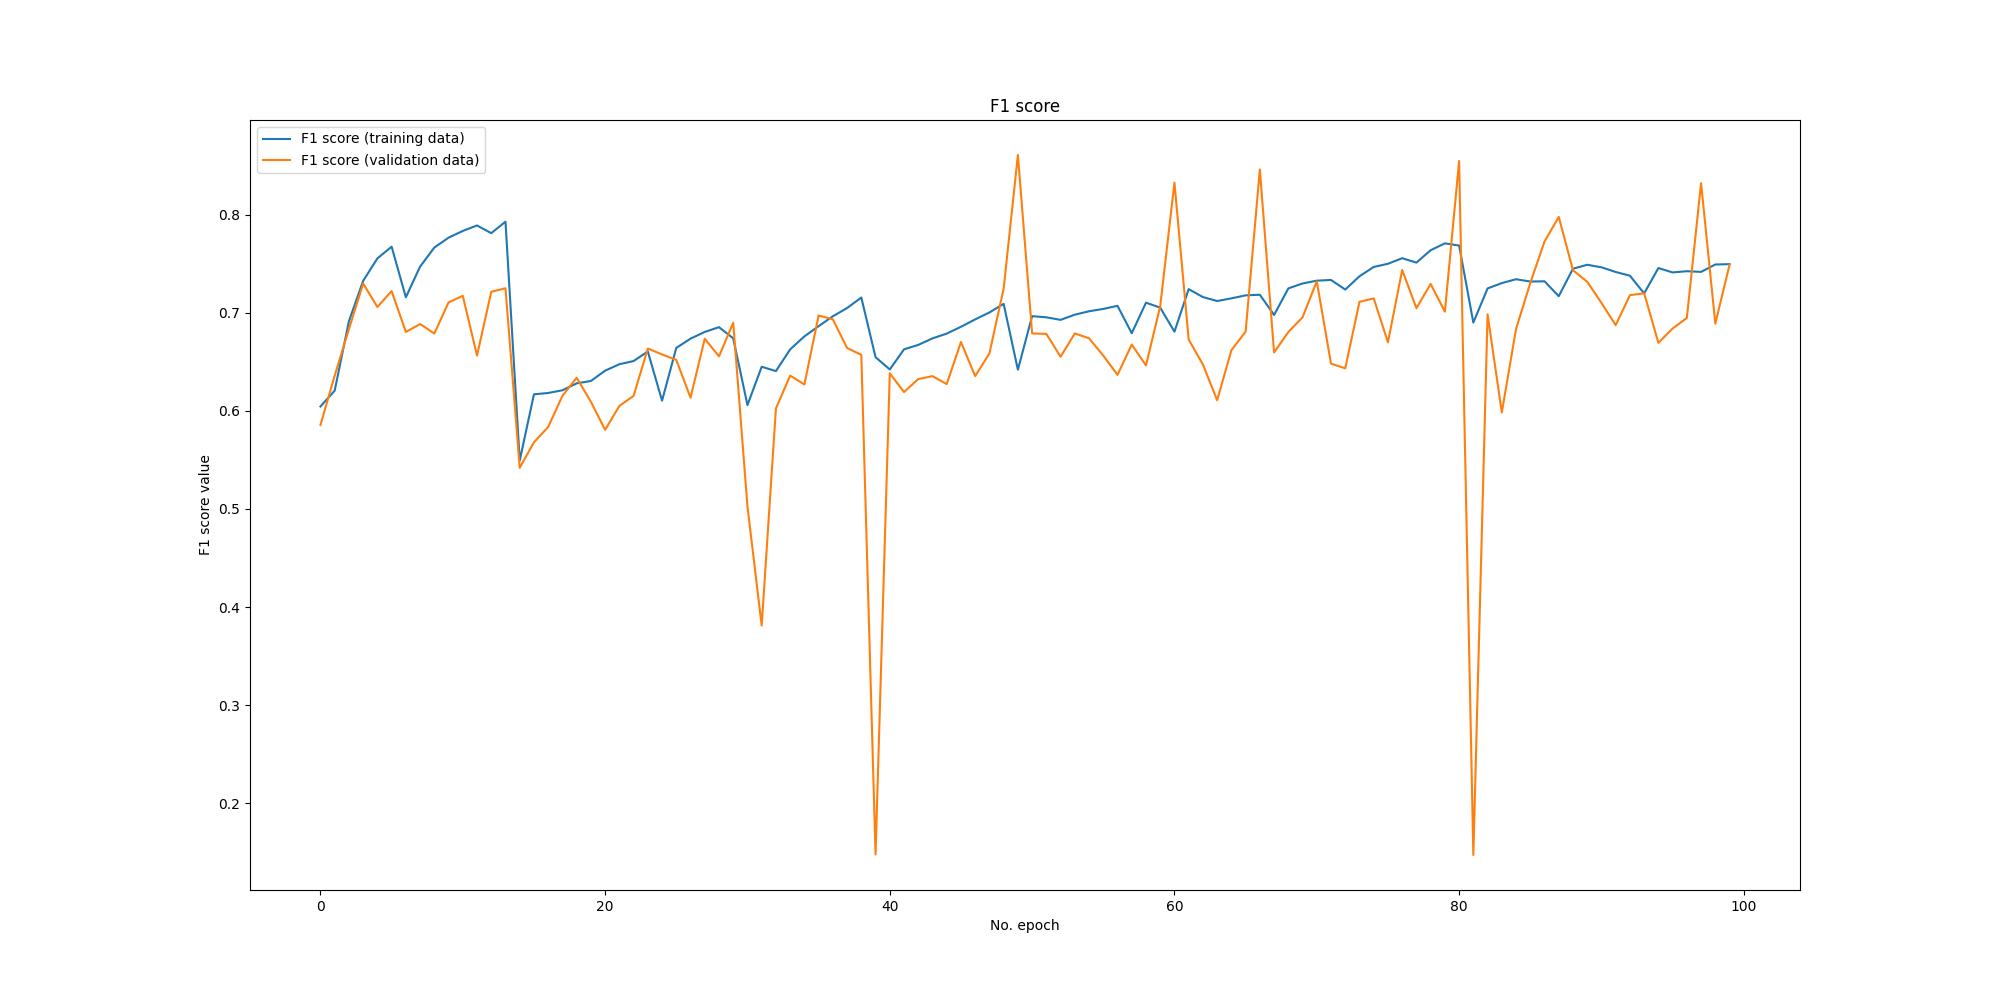 F1 score
F1 score (training data)
F1 score (validation data)
F1 score value
0.8
0.7
0.6
0.5
0.4
0.3
0.2
0 20 40 60 80 100
No. epoch